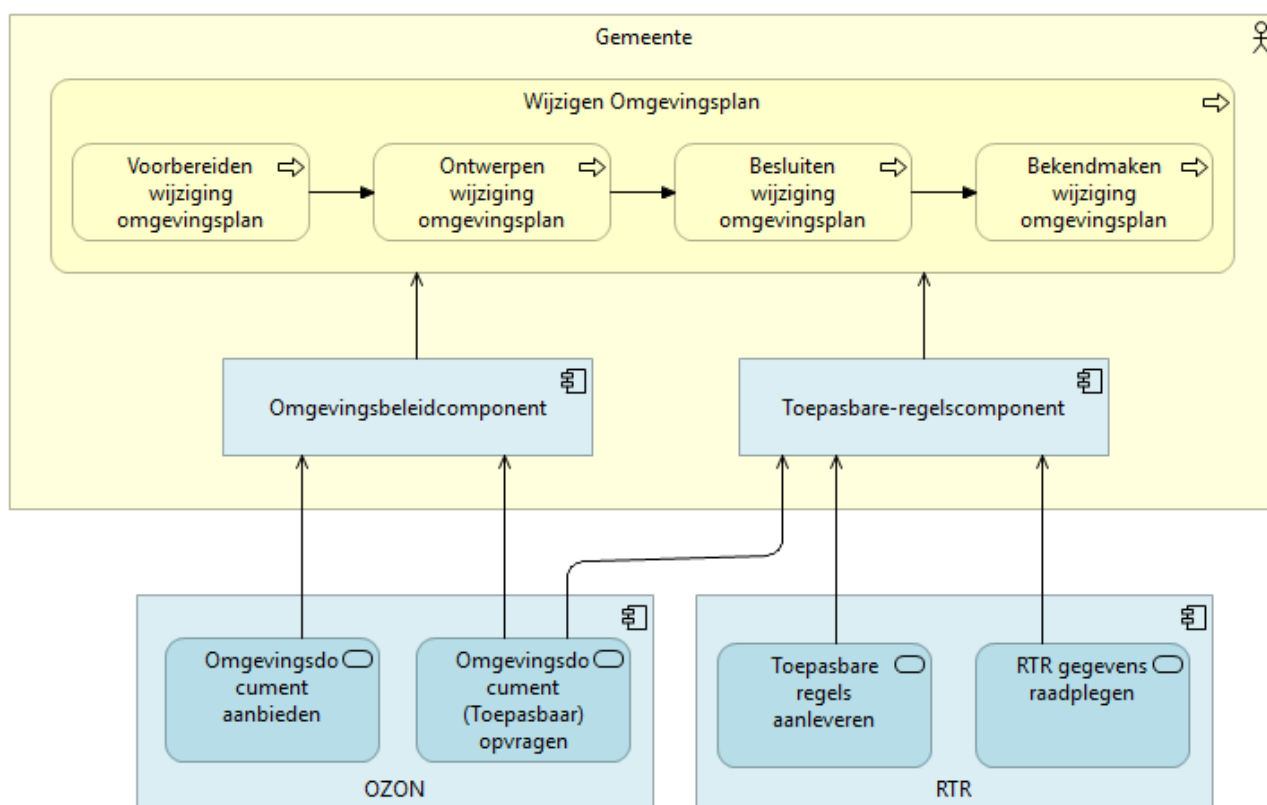 Gemeente
Wijzigen Omgevingsplan
Voorbereiden
wijziging
omgevingsplan
Ontwerpen
wijziging
omgevingsplan
Besluiten
wijziging
omgevingsplan
Bekendmaken
wijziging
omgevingsplan
Omgevingsbeleidcomponent
Toepasbare-regelscomponent
Omgevingsdo
cument
aanbieden
Omgevingsdo
cument
(Toepasbaar)
opvragen
Toepasbare
regels
aanleveren
RTR gegevens
raadplegen
OZON
RTR